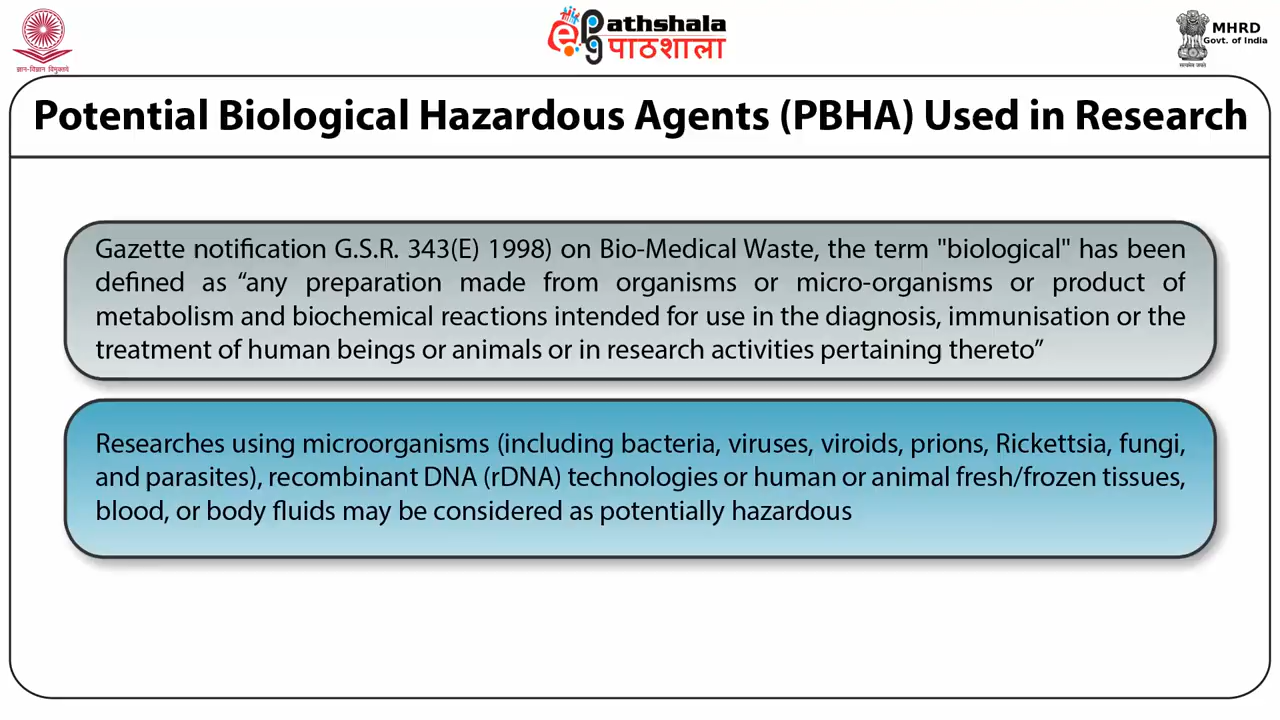 ज्ञान-विज्ञान विमुक्तये
ePathshala
पाठशाला
MHRD
Govt. of India
सत्यमेव जयते
Potential Biological Hazardous Agents (PBHA) Used in Research
Gazette notification G.S.R. 343(E) 1998) on Bio-Medical Waste, the term "biological" has been
defined as “any preparation made from organisms or micro-organisms or product of
metabolism and biochemical reactions intended for use in the diagnosis, immunisation or the
treatment of human beings or animals or in research activities pertaining thereto”
Researches using microorganisms (including bacteria, viruses, viroids, prions, Rickettsia, fungi,
and parasites), recombinant DNA (rDNA) technologies or human or animal fresh/frozen tissues,
blood, or body fluids may be considered as potentially hazardous